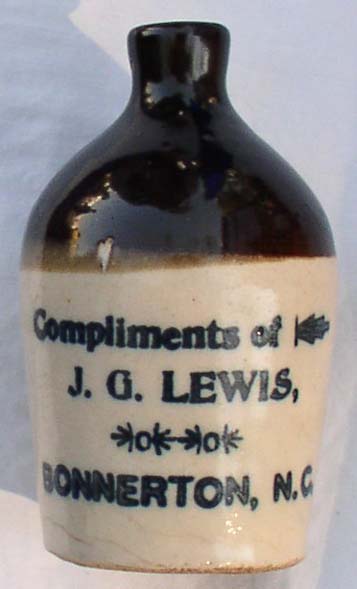 Compliments of
J. G. LEWIS,
BONNERTON, N.C.